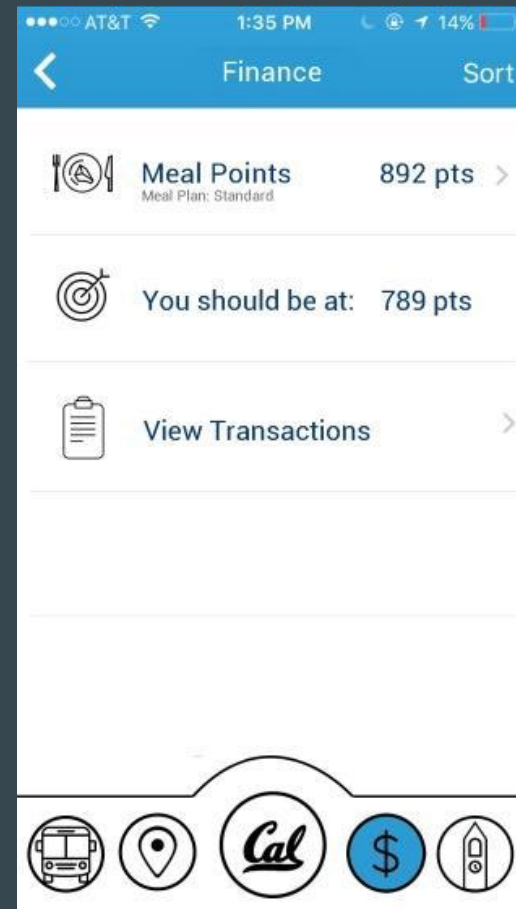 AT&T 1:35 PM 14%
Finance Sort
Meal Points 892 pts
Meal Plan: Standard
You should be at: 789 pts
View Transactions
Cal $